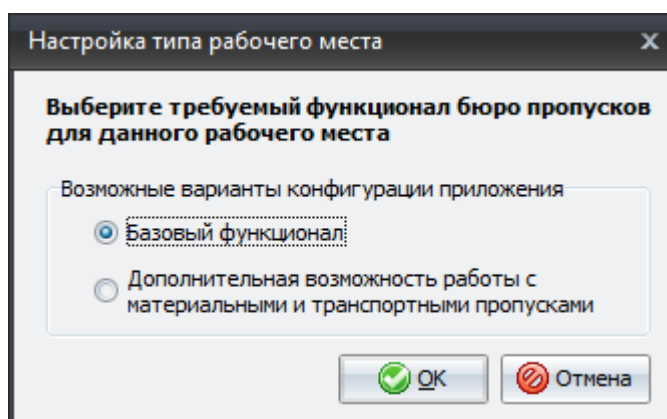 Настройка типа рабочего места
x
Выберите требуемый функционал бюро пропусков
для данного рабочего места
Возможные варианты конфигурации приложения
Базовый функционал
Дополнительная возможность работы с
материальными и транспортными пропусками
OK
Отмена